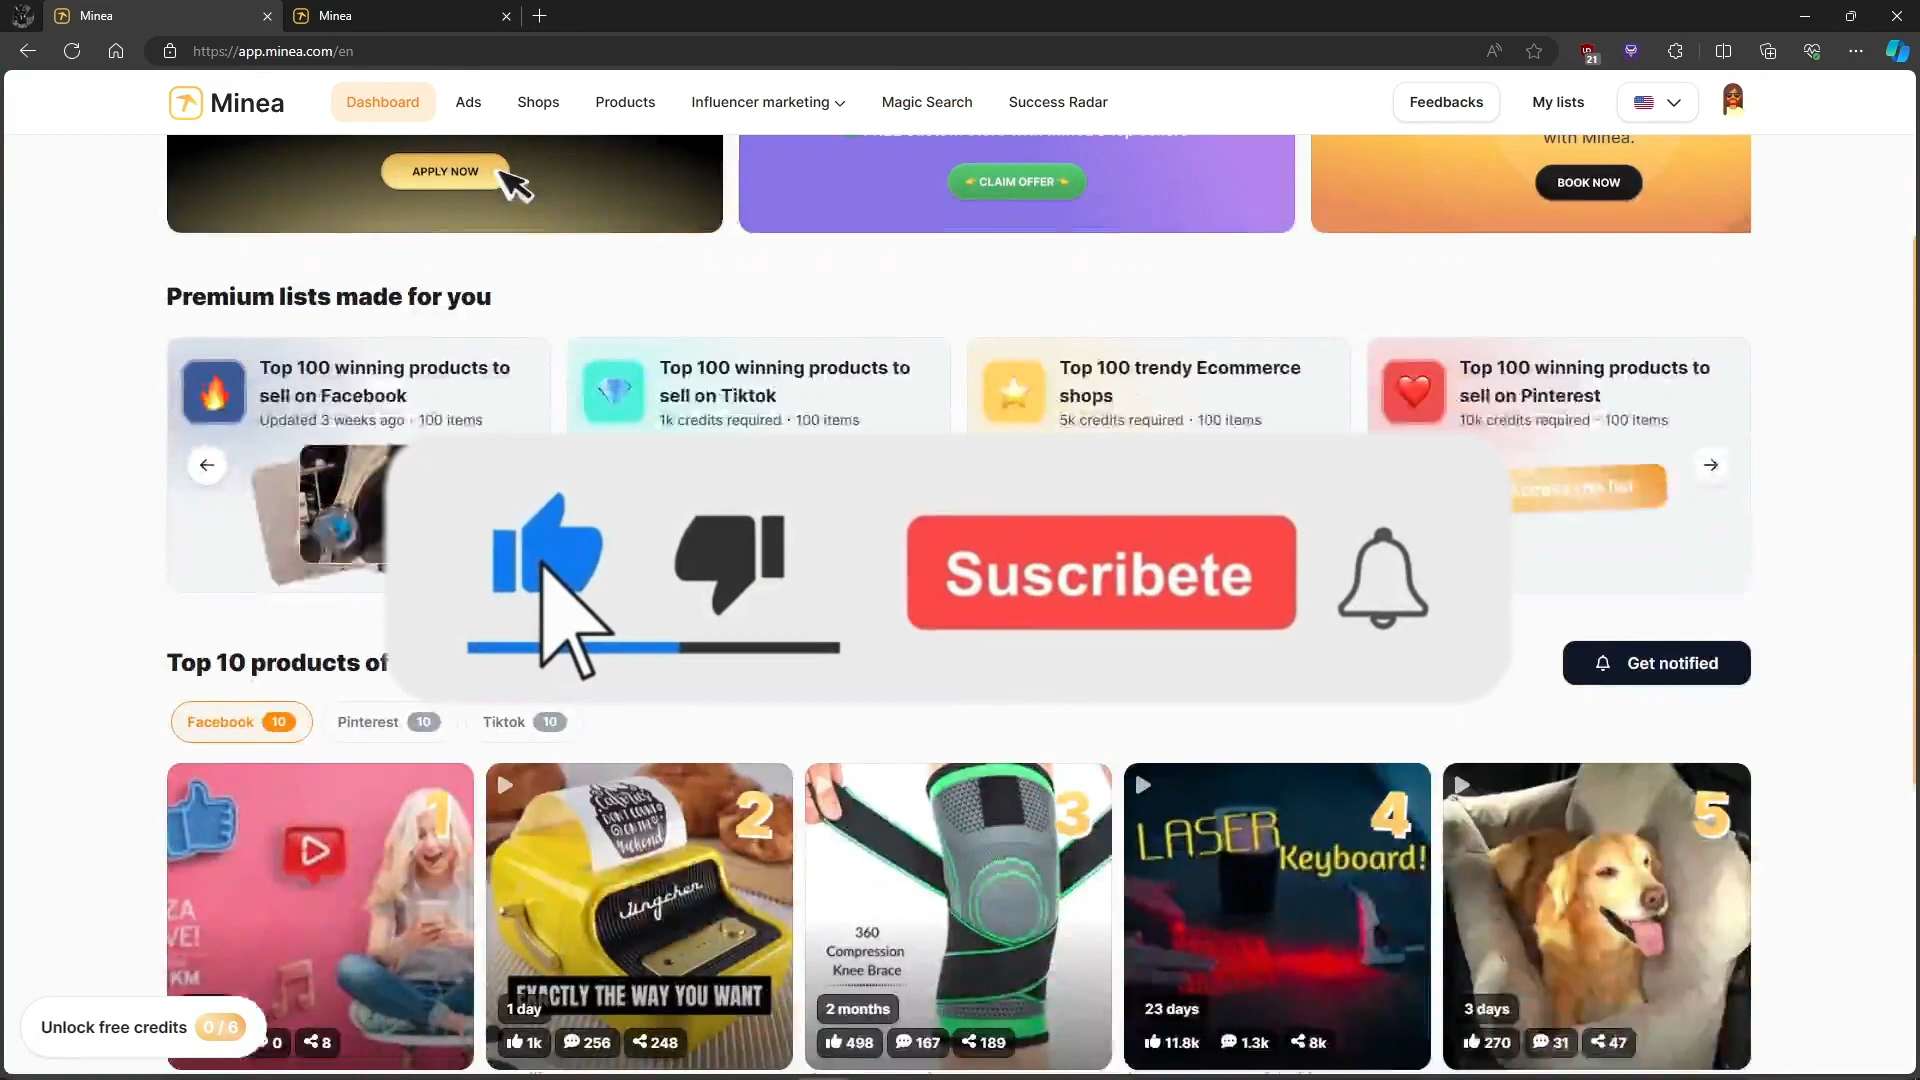 Minea
Minea
https://app.minea.com/en
21
Minea
Dashboard
Ads
Shops
Products
Influencer marketing
Magic Search
Success Radar
Feedbacks
My lists
with Minea.
APPLY NOW
CLAIM OFFER
BOOK NOW
Premium lists made for you
Top 100 winning products to
sell on Facebook
Updated 3 weeks ago · 100 items
Top 100 winning products to
sell on Tiktok
1k credits required · 100 items
Top 100 trendy Ecommerce
shops
5k credits required · 100 items
Top 100 winning products to
sell on Pinterest
10k credits required · 100 items
Suscribete
Top 10 products of
Get notified
Facebook 10
Pinterest 10
Tiktok 10
1
2
3
4
5
KM
Jingchen
EXACTLY THE WAY YOU WANT
1 day
1k
256
248
360
Compression
Knee Brace
2 months
498
167
189
LASER
Keyboard!
23 days
11.8k
1.3k
8k
3 days
270
31
47
Unlock free credits 0 / 6
0
8